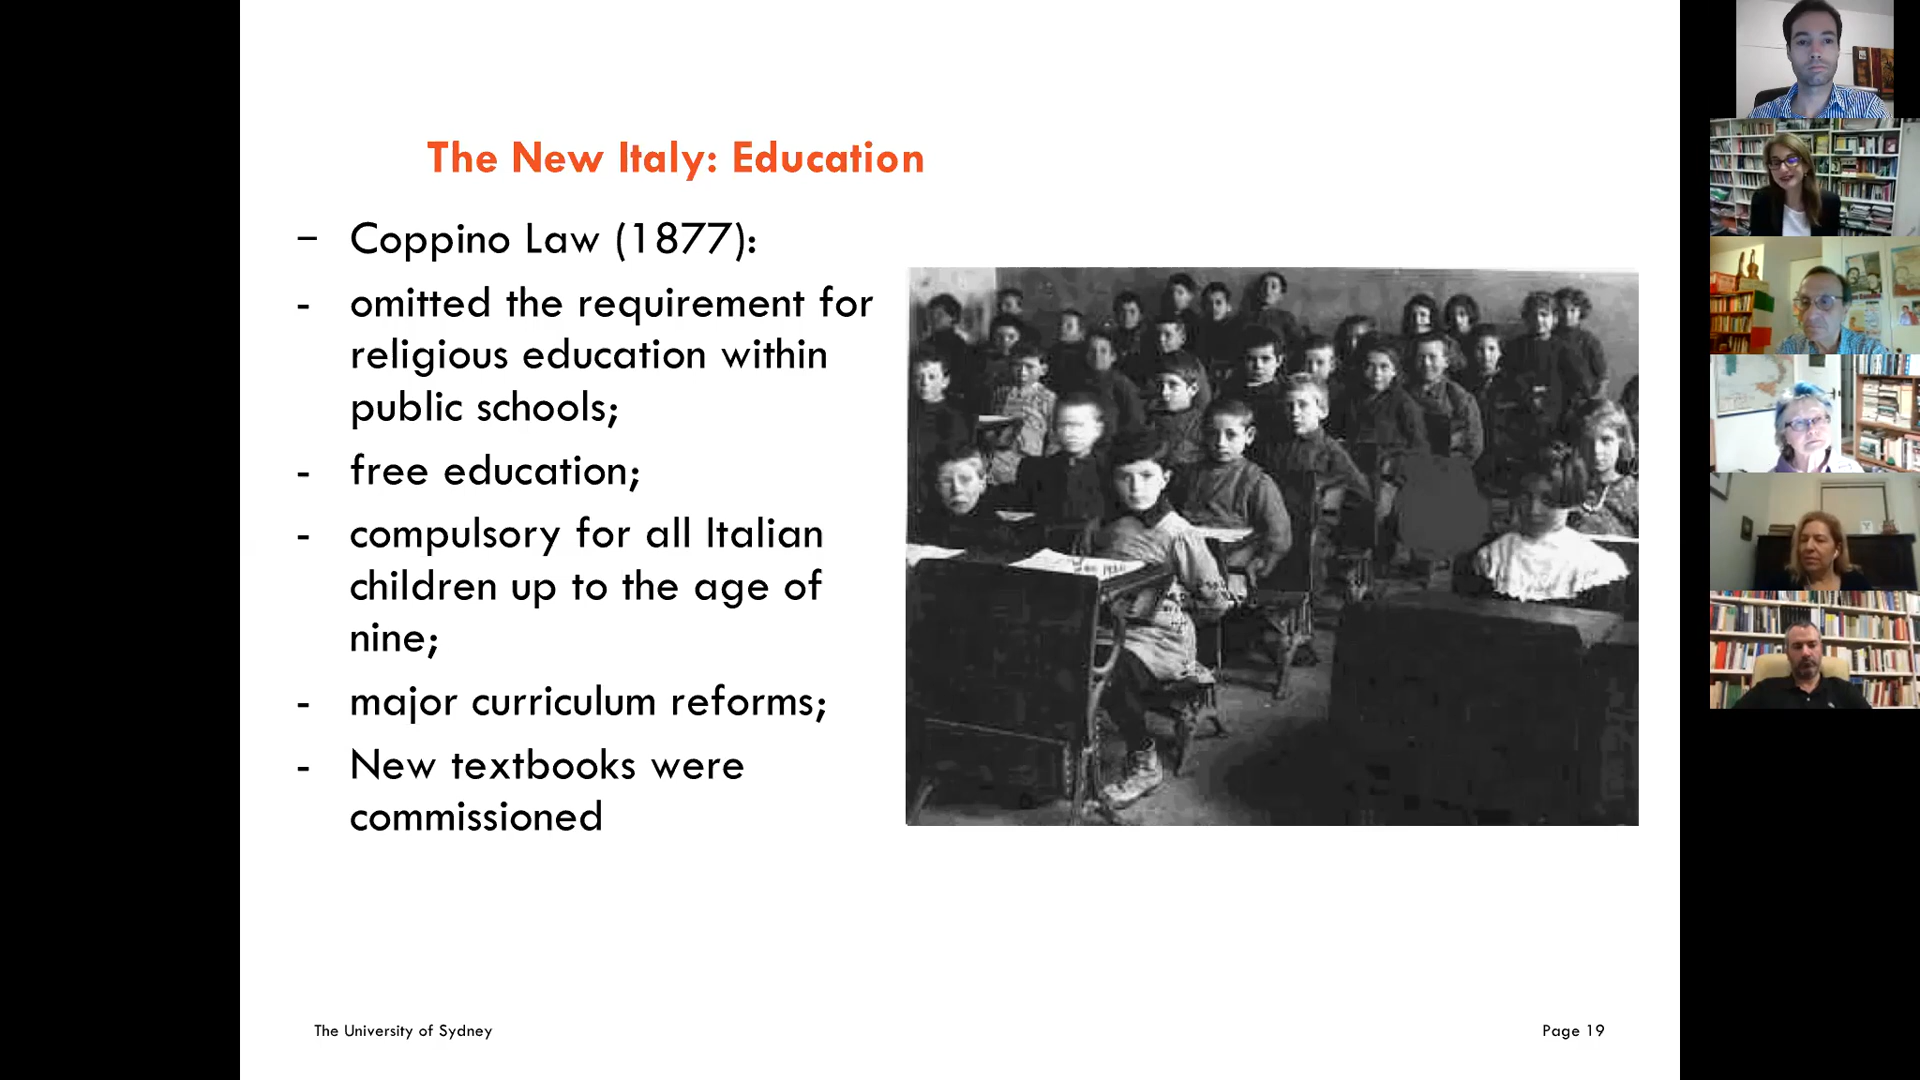 The New Italy: Education
– Coppino Law (1877):
- omitted the requirement for
religious education within
public schools;
- free education;
- compulsory for all Italian
children up to the age of
nine;
- major curriculum reforms;
- New textbooks were
commissioned
The University of Sydney
Page 19